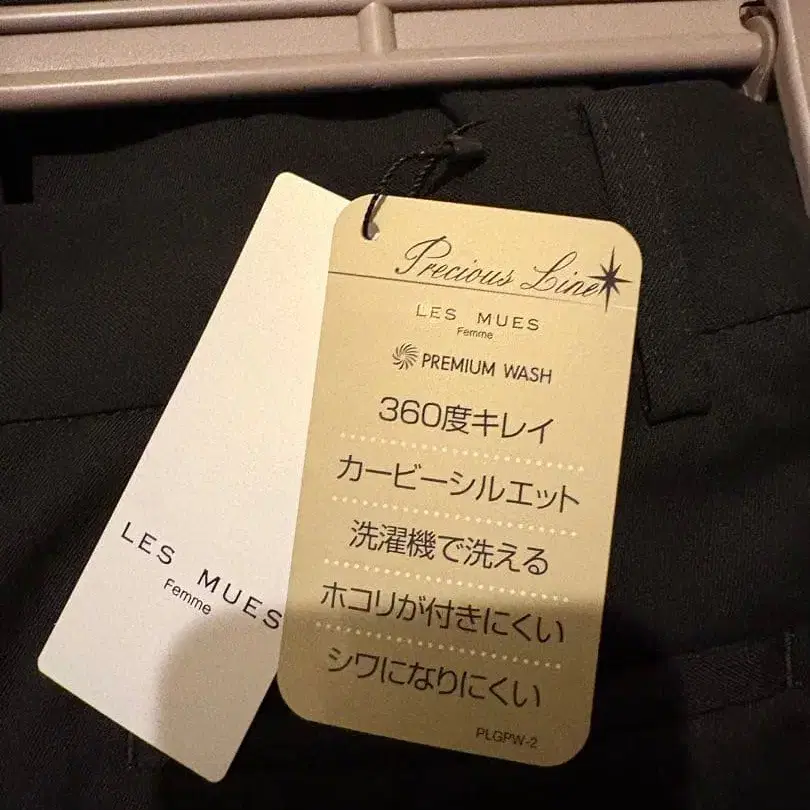 Precious Line
LES MUES
Femme
PREMIUM WASH
360度キレイ
カービーシルエット
洗濯機で洗える
ホコリが付きにくい
シワになりにくい
PLGPW-2
LES MUES
Femme